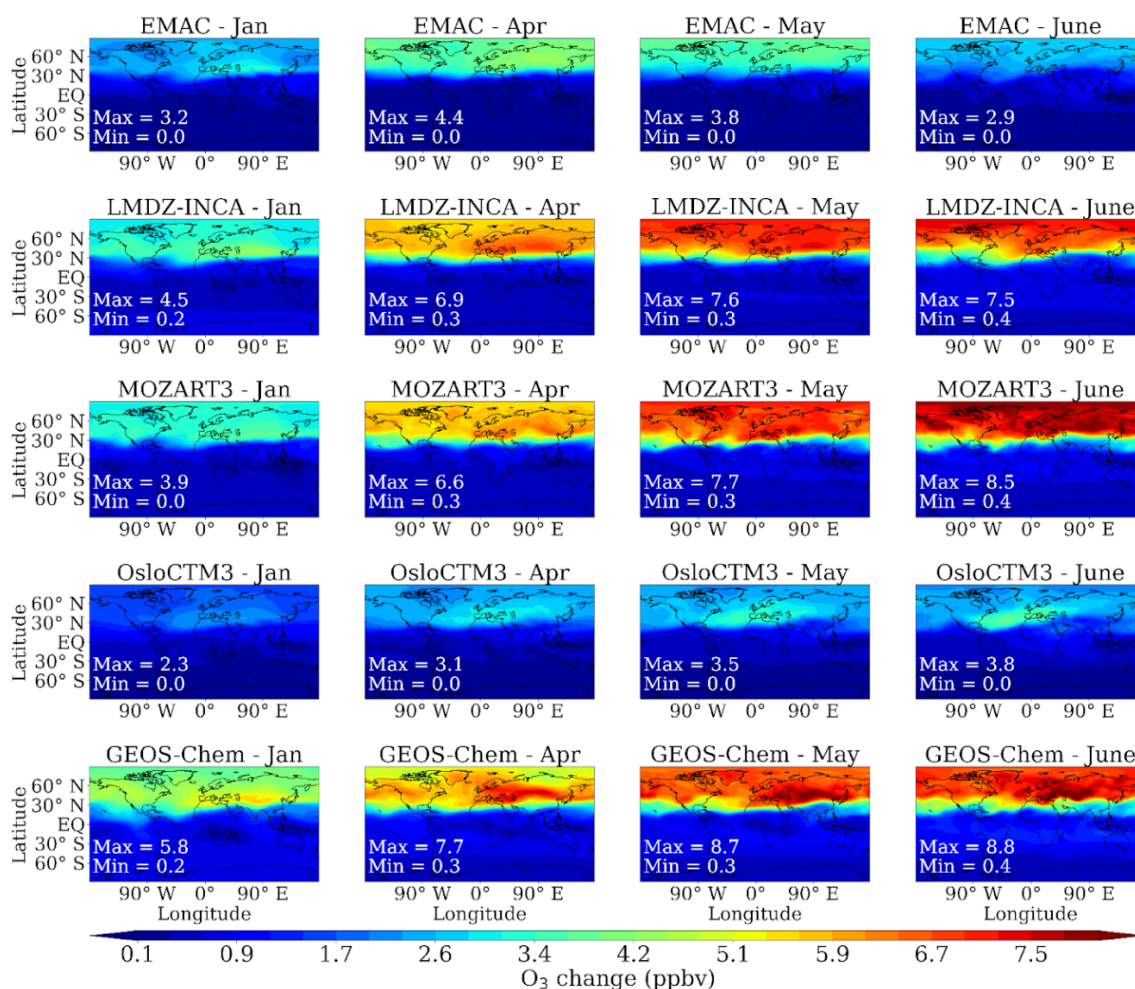 EMAC - Jan EMAC - Apr EMAC - May EMAC - June
Latitude
60° N
30° N
EQ
30° S
60° S
Max = 3.2 Max = 4.4 Max = 3.8 Max = 2.9
Min = 0.0 Min = 0.0 Min = 0.0 Min = 0.0
90° W 0° 90° E 90° W 0° 90° E 90° W 0° 90° E 90° W 0° 90° E
LMDZ-INCA - Jan LMDZ-INCA - Apr LMDZ-INCA - May LMDZ-INCA - June
Latitude
60° N
30° N
EQ
30° S
60° S
Max = 4.5 Max = 6.9 Max = 7.6 Max = 7.5
Min = 0.2 Min = 0.3 Min = 0.3 Min = 0.4
90° W 0° 90° E 90° W 0° 90° E 90° W 0° 90° E 90° W 0° 90° E
MOZART3 - Jan MOZART3 - Apr MOZART3 - May MOZART3 - June
Latitude
60° N
30° N
EQ
30° S
60° S
Max = 3.9 Max = 6.6 Max = 7.7 Max = 8.5
Min = 0.0 Min = 0.3 Min = 0.3 Min = 0.4
90° W 0° 90° E 90° W 0° 90° E 90° W 0° 90° E 90° W 0° 90° E
OsloCTM3 - Jan OsloCTM3 - Apr OsloCTM3 - May OsloCTM3 - June
Latitude
60° N
30° N
EQ
30° S
60° S
Max = 2.3 Max = 3.1 Max = 3.5 Max = 3.8
Min = 0.0 Min = 0.0 Min = 0.0 Min = 0.0
90° W 0° 90° E 90° W 0° 90° E 90° W 0° 90° E 90° W 0° 90° E
GEOS-Chem - Jan GEOS-Chem - Apr GEOS-Chem - May GEOS-Chem - June
Latitude
60° N
30° N
EQ
30° S
60° S
Max = 5.8 Max = 7.7 Max = 8.7 Max = 8.8
Min = 0.2 Min = 0.3 Min = 0.3 Min = 0.4
90° W 0° 90° E 90° W 0° 90° E 90° W 0° 90° E 90° W 0° 90° E
Longitude Longitude Longitude Longitude
0.1 0.9 1.7 2.6 3.4 4.2 5.1 5.9 6.7 7.5
O₃ change (ppbv)